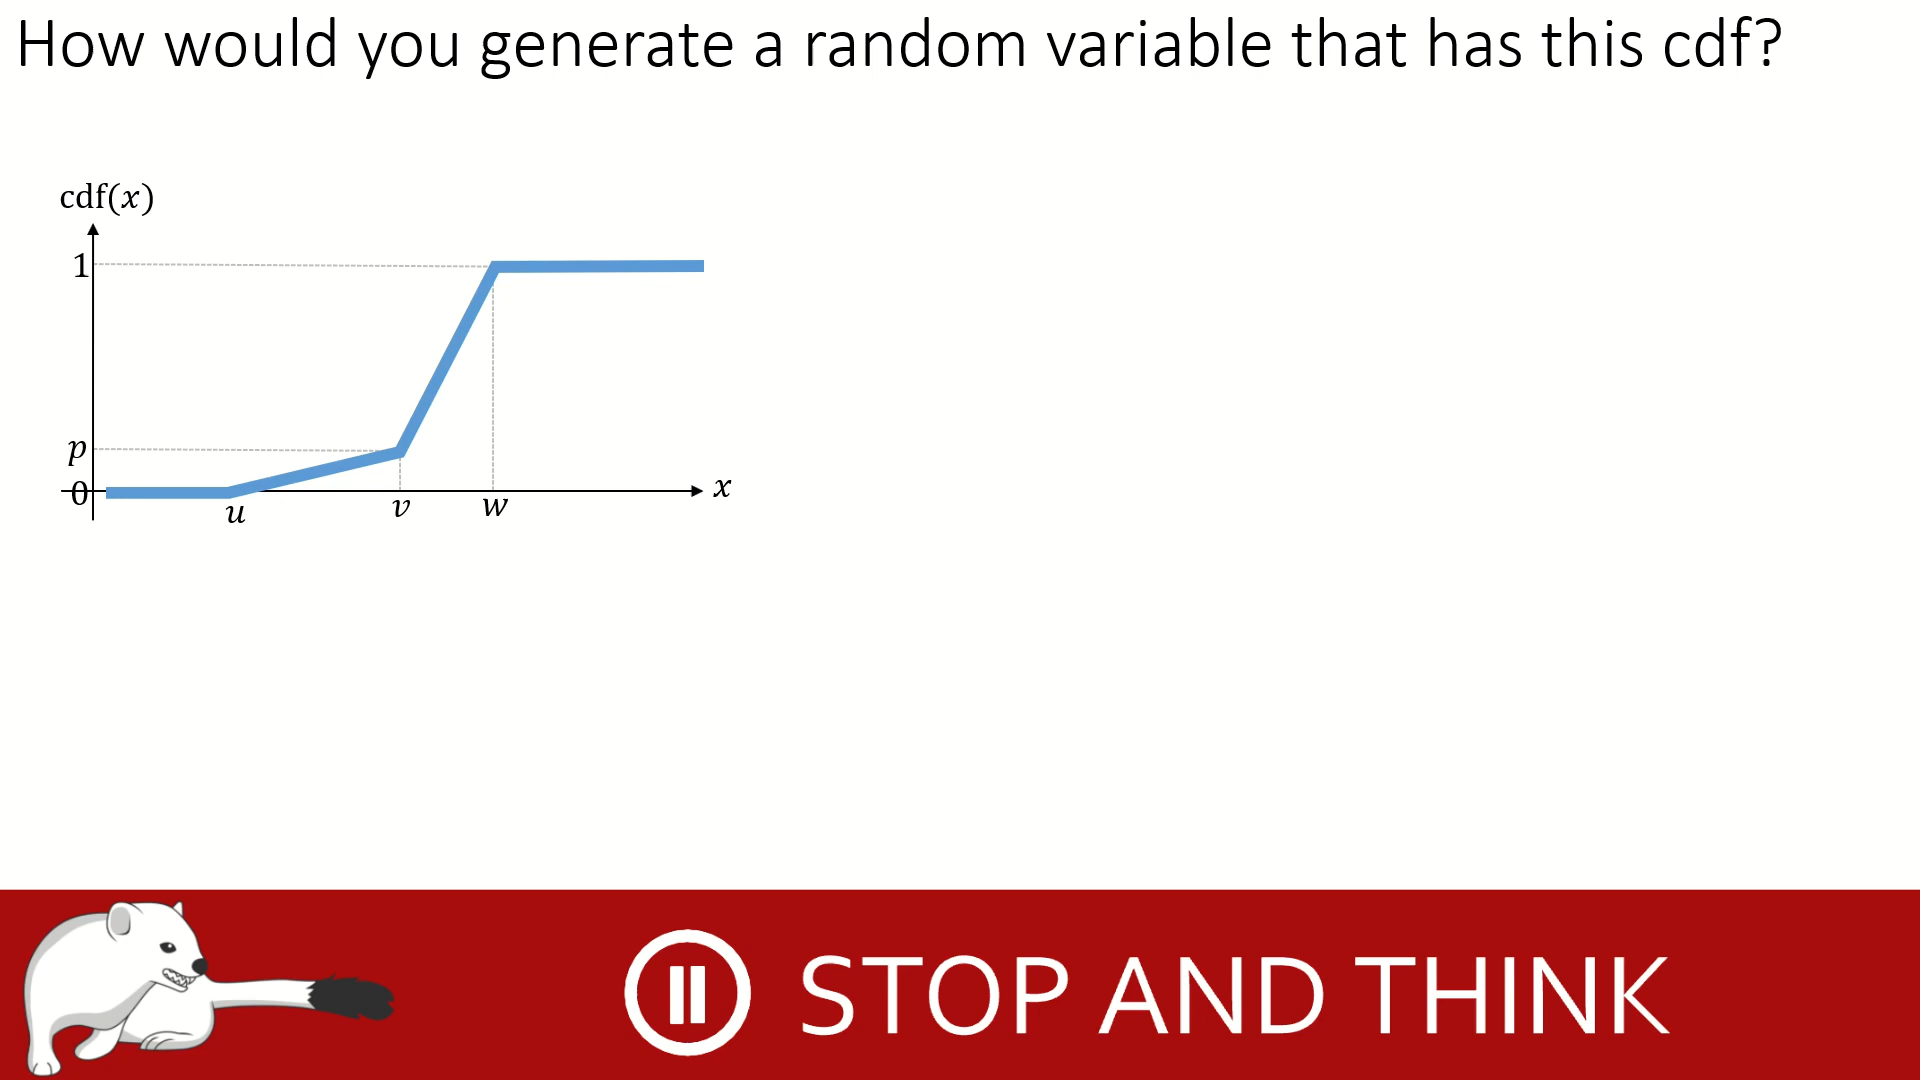 How would you generate a random variable that has this cdf?
cdf(x)
1
p
0
u
v
w
x
STOP AND THINK